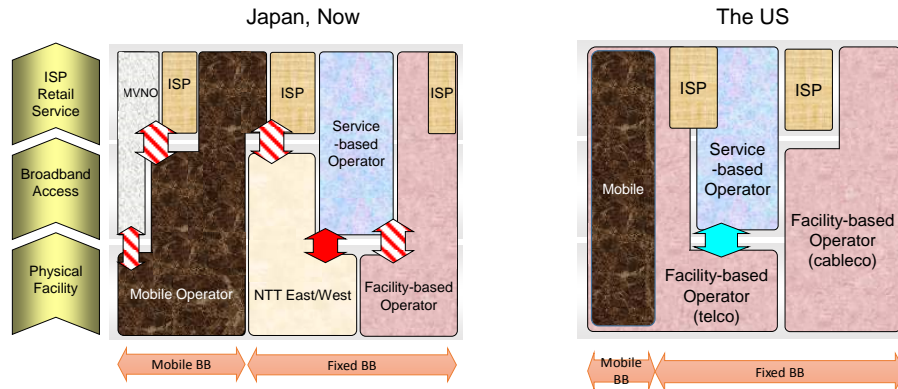 Japan, Now
The US
ISP
Retail
Service
Broadband
Access
Physical
Facility
MVNO
ISP
ISP
Service
-based
Operator
ISP
Mobile Operator
NTT East/West
Facility-based
Operator
Mobile BB
Fixed BB
Mobile
ISP
ISP
Service
-based
Operator
Facility-based
Operator
(cableco)
Facility-based
Operator
(telco)
Mobile
BB
Fixed BB